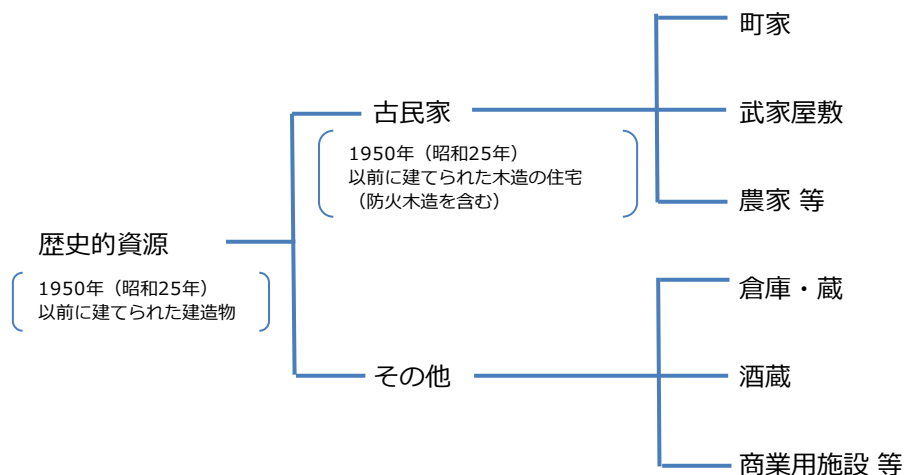 歴史的資源
1950年（昭和25年）
以前に建てられた建造物
古民家
1950年（昭和25年）
以前に建てられた木造の住宅
（防火木造を含む）
町家
武家屋敷
農家 等
その他
倉庫・蔵
酒蔵
商業用施設 等